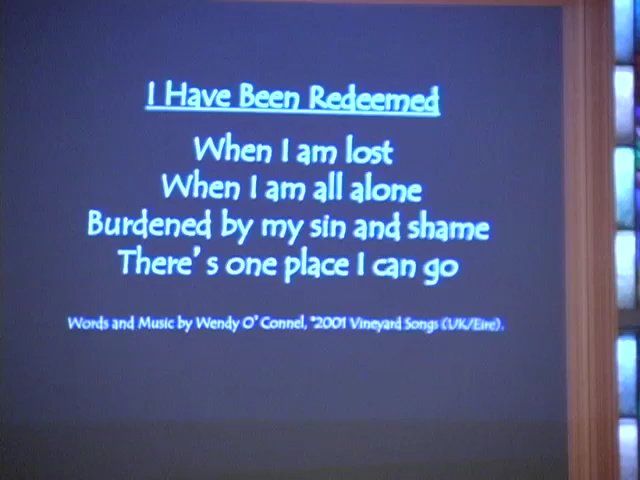 I Have Been Redeemed
When I am lost
When I am all alone
Burdened by my sin and shame
There's one place I can go
Words and Music by Wendy O'Connel, *2001 Vineyard Songs (UK/Eire).